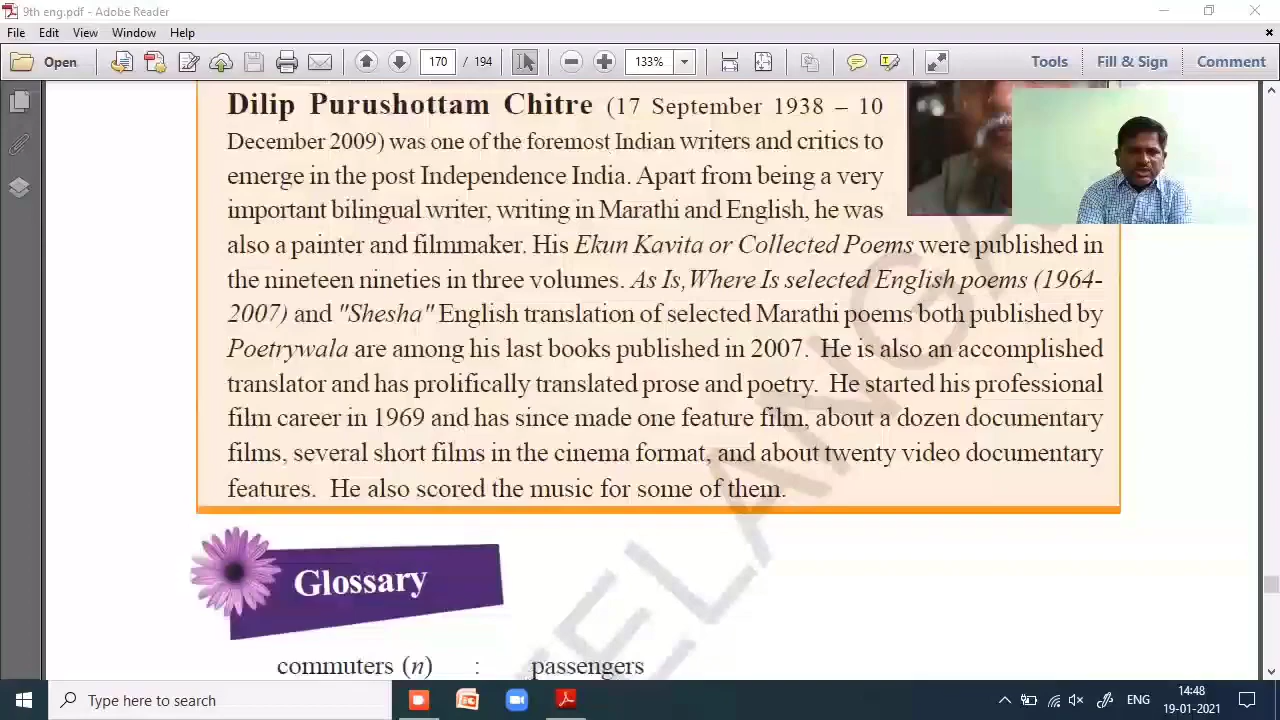 9th eng.pdf - Adobe Reader
File Edit View Window Help
Open 170 / 194 133% Tools Fill & Sign Comment
Dilip Purushottam Chitre (17 September 1938 – 10
December 2009) was one of the foremost Indian writers and critics to
emerge in the post Independence India. Apart from being a very
important bilingual writer, writing in Marathi and English, he was
also a painter and filmmaker. His Ekun Kavita or Collected Poems were published in
the nineteen nineties in three volumes. As Is, Where Is selected English poems (1964-
2007) and "Shesha" English translation of selected Marathi poems both published by
Poetrywala are among his last books published in 2007. He is also an accomplished
translator and has prolifically translated prose and poetry. He started his professional
film career in 1969 and has since made one feature film, about a dozen documentary
films, several short films in the cinema format, and about twenty video documentary
features. He also scored the music for some of them.
Glossary
commuters (n) : passengers
TELANGA
Type here to search
ENG
14:48
19-01-2021